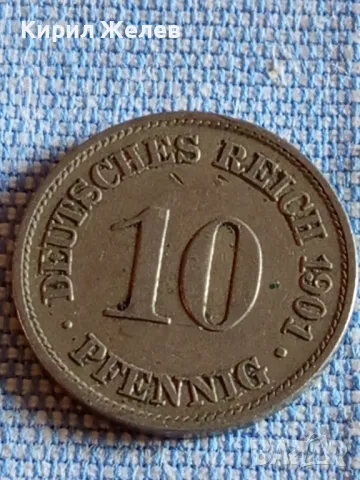 Кирил Желев
DEUTSCHES REICH 1901
10
• PFENNIG •